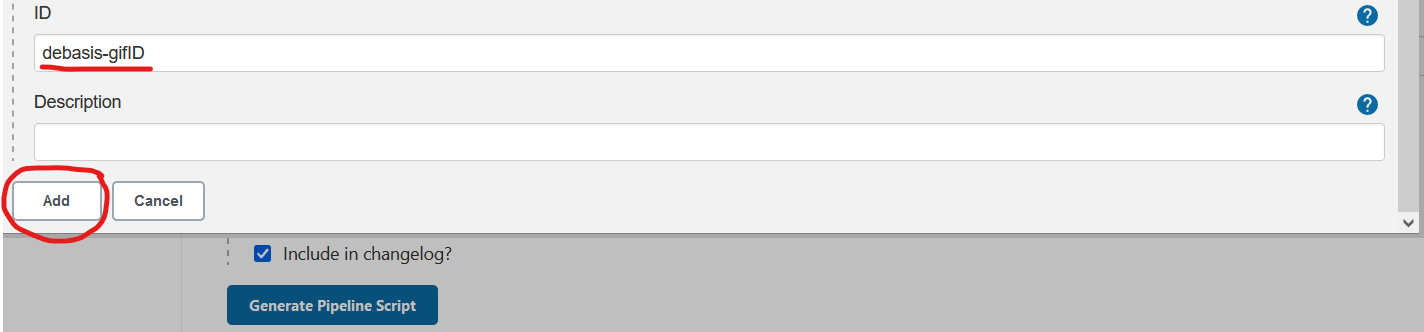 ID
?
debasis-gifID
Description
?
Add Cancel
Include in changelog?
Generate Pipeline Script